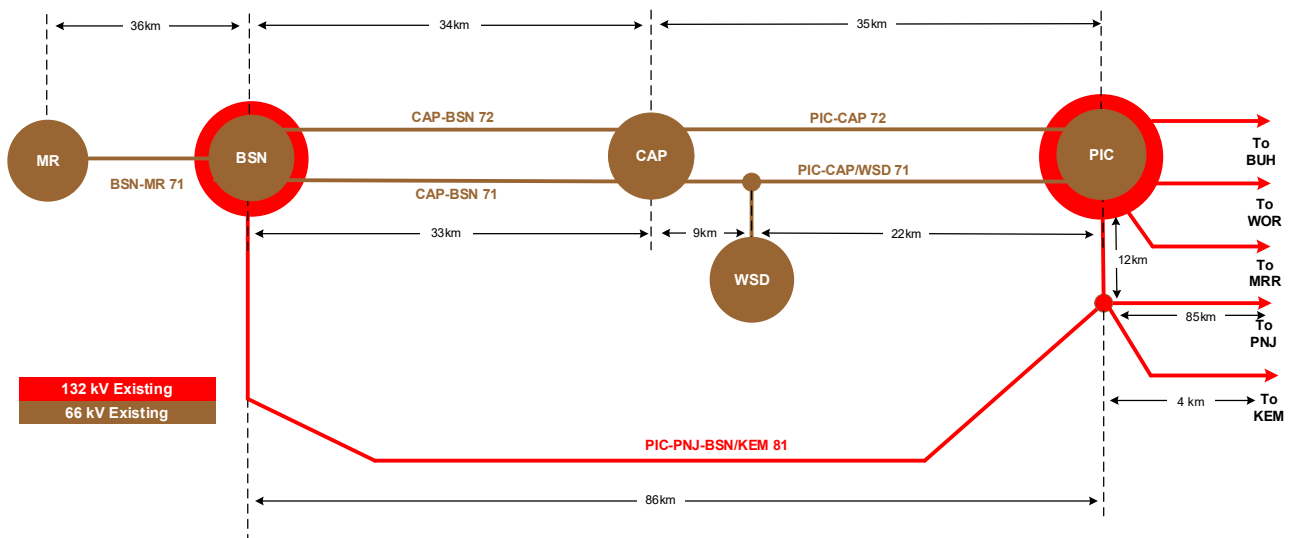 36km
34km
35km
CAP-BSN 72
PIC-CAP 72
MR
BSN
CAP
PIC
To
BUH
BSN-MR 71
CAP-BSN 71
PIC-CAP/WSD 71
To
WOR
33km
9km
22km
WSD
12km
To
MRR
85km
To
PNJ
132 kV Existing
66 kV Existing
4 km
To
KEM
PIC-PNJ-BSN/KEM 81
86km